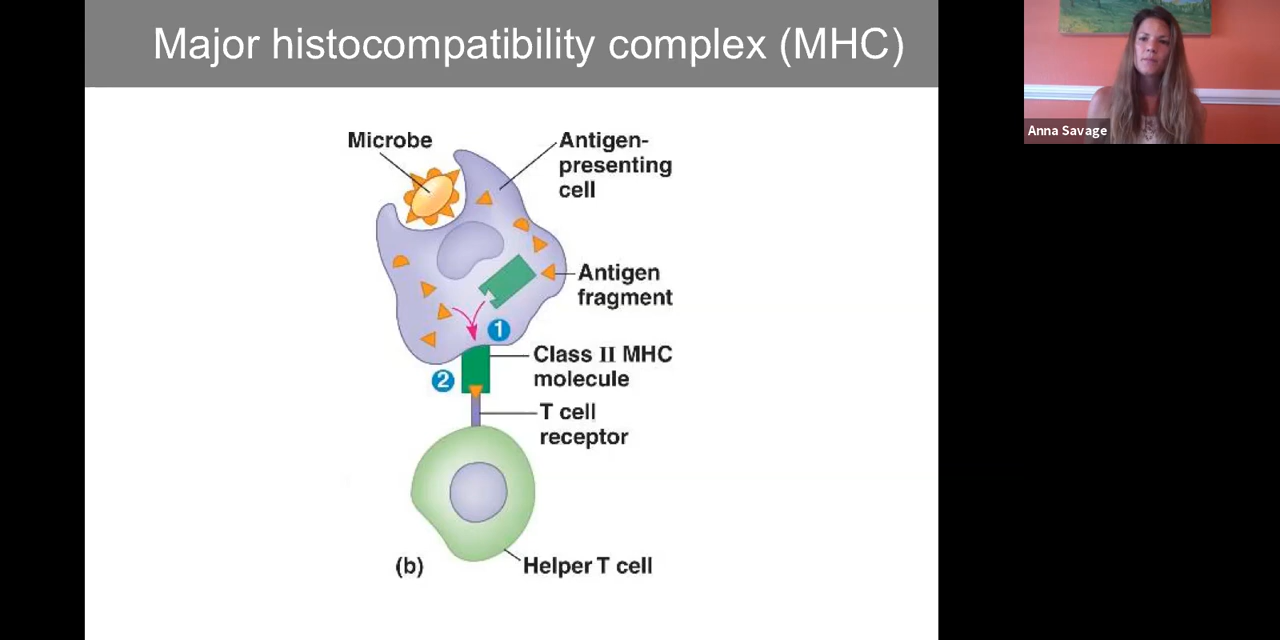 Major histocompatibility complex (MHC)
Anna Savage
Microbe
Antigen-
presenting
cell
Antigen
fragment
1
Class II MHC
molecule
2
T cell
receptor
(b)
Helper T cell